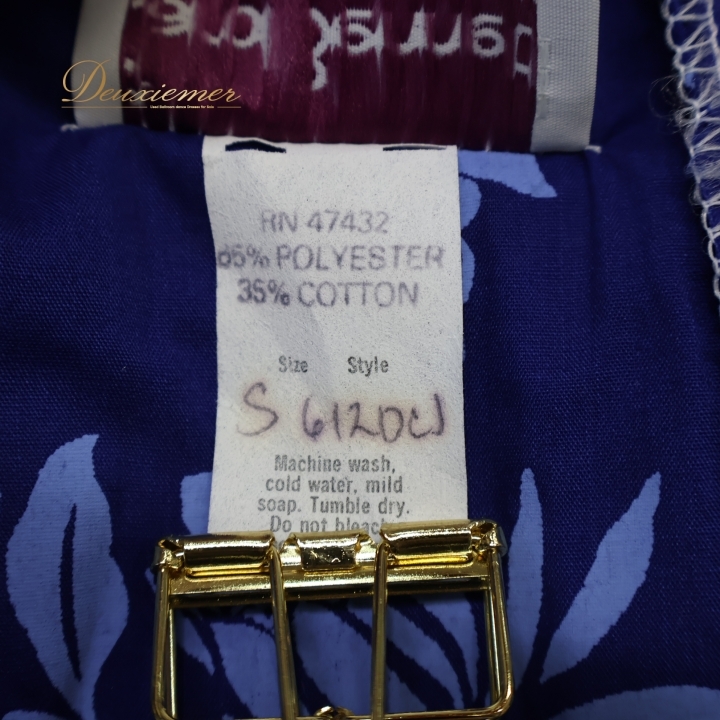 Deuxiemer
RN 47432
65% POLYESTER
35% COTTON
Size Style
S 612DCJ
Machine wash,
cold water, mild
soap. Tumble dry.
Do not bleach